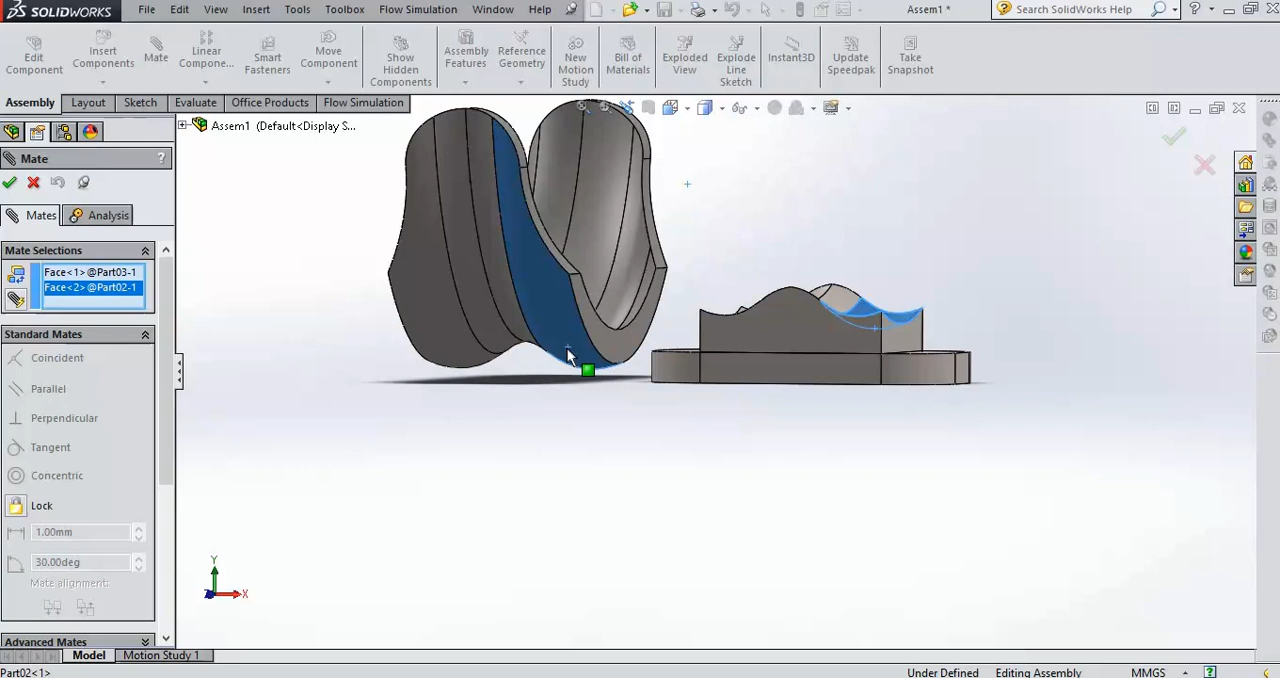 SOLIDWORKS File Edit View Insert Tools Toolbox Flow Simulation Window Help Assem1 * Search SolidWorks Help
Edit Component
Insert Components
Mate
Linear Compone...
Smart Fasteners
Move Component
Show Hidden Components
Assembly Features
Reference Geometry
New Motion Study
Bill of Materials
Exploded View
Explode Line Sketch
Instant3D
Update Speedpak
Take Snapshot
Assembly Layout Sketch Evaluate Office Products Flow Simulation
Assem1 (Default<Display S...
Mate ?
Mates Analysis
Mate Selections
Face<1>@Part03-1
Face<2>@Part02-1
Standard Mates
Coincident
Parallel
Perpendicular
Tangent
Concentric
Lock
1.00mm
30.00deg
Mate alignment:
Advanced Mates
Y
X
Model Motion Study 1
Part02<1> Under Defined Editing Assembly MMGS ?